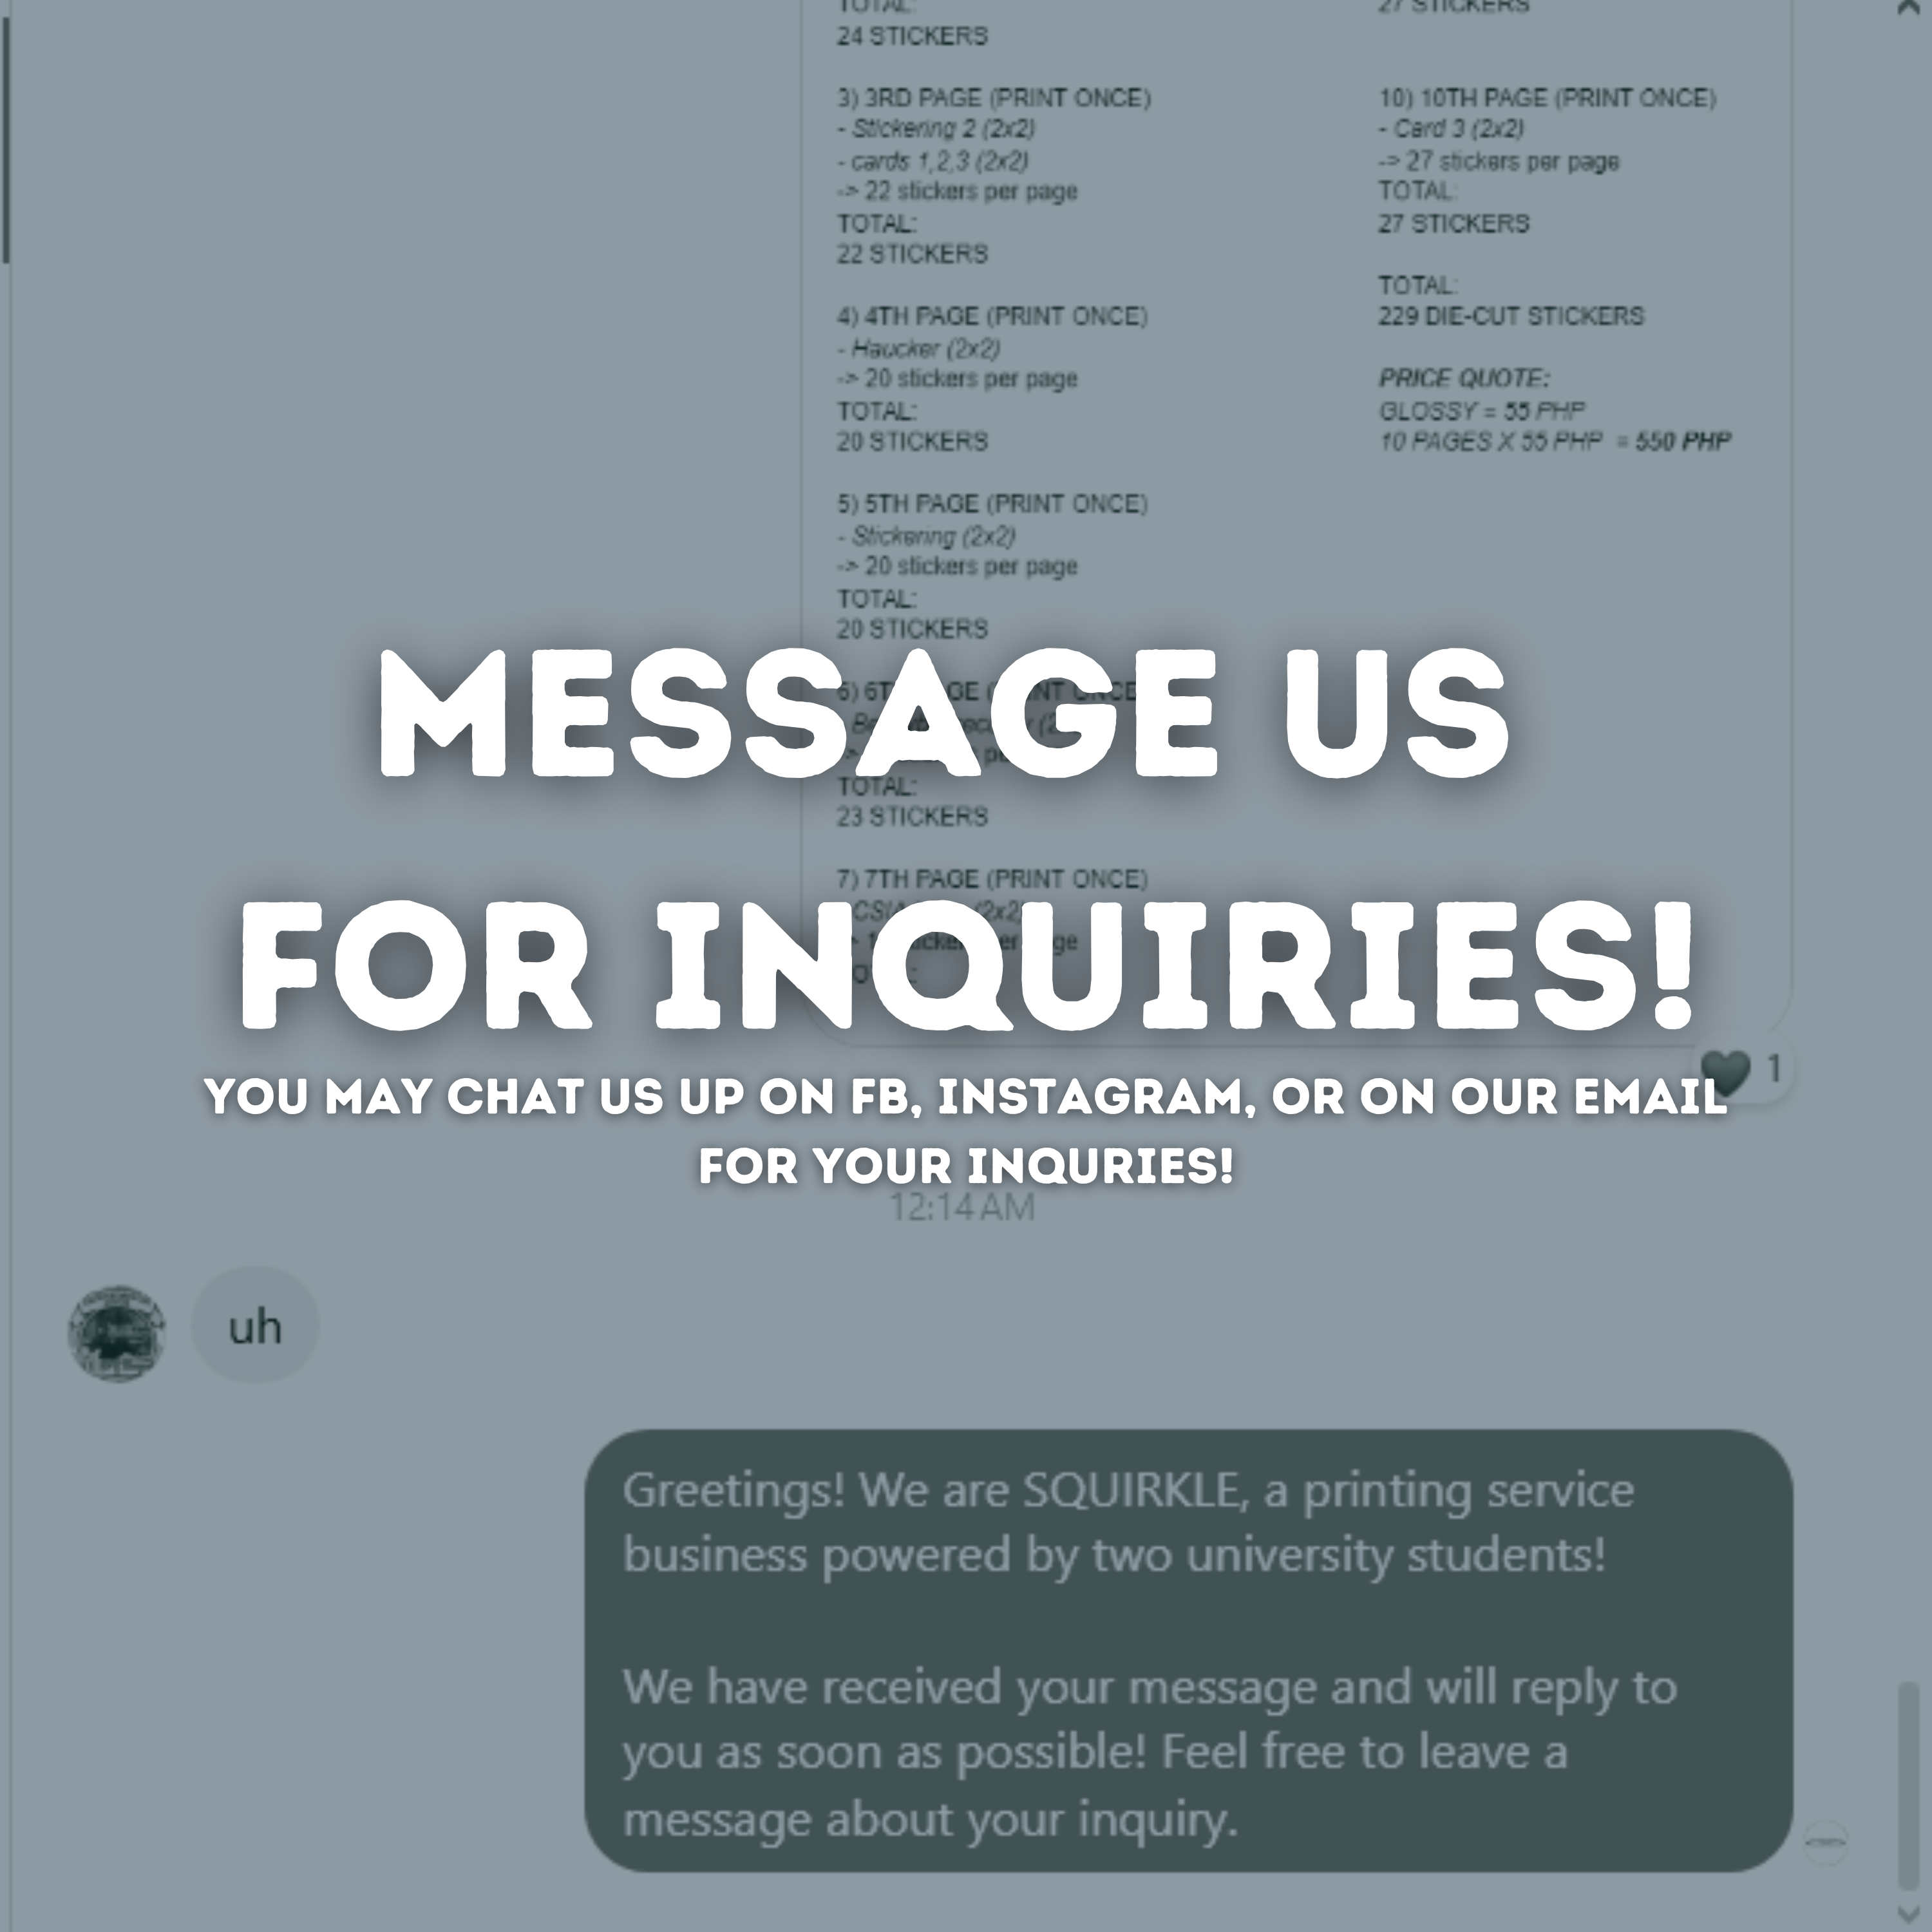 TOTAL:
24 STICKERS
3) 3RD PAGE (PRINT ONCE)
- Stickering 2 (2x2)
- cards 1,2,3 (2x2)
-> 22 stickers per page
TOTAL:
22 STICKERS
4) 4TH PAGE (PRINT ONCE)
- Haucker (2x2)
-> 20 stickers per page
TOTAL:
20 STICKERS
5) 5TH PAGE (PRINT ONCE)
- Stickering (2x2)
-> 20 stickers per page
TOTAL:
20 STICKERS
TOTAL:
23 STICKERS
7) 7TH PAGE (PRINT ONCE)
27 STICKERS
10) 10TH PAGE (PRINT ONCE)
- Card 3 (2x2)
-> 27 stickers per page
TOTAL:
27 STICKERS
TOTAL:
229 DIE-CUT STICKERS
PRICE QUOTE:
GLOSSY = 55 PHP
10 PAGES X 55 PHP = 550 PHP
MESSAGE US
FOR INQUIRIES!
1
YOU MAY CHAT US UP ON FB, INSTAGRAM, OR ON OUR EMAIL
FOR YOUR INQURIES!
12:14 AM
uh
Greetings! We are SQUIRKLE, a printing service
business powered by two university students!
We have received your message and will reply to
you as soon as possible! Feel free to leave a
message about your inquiry.